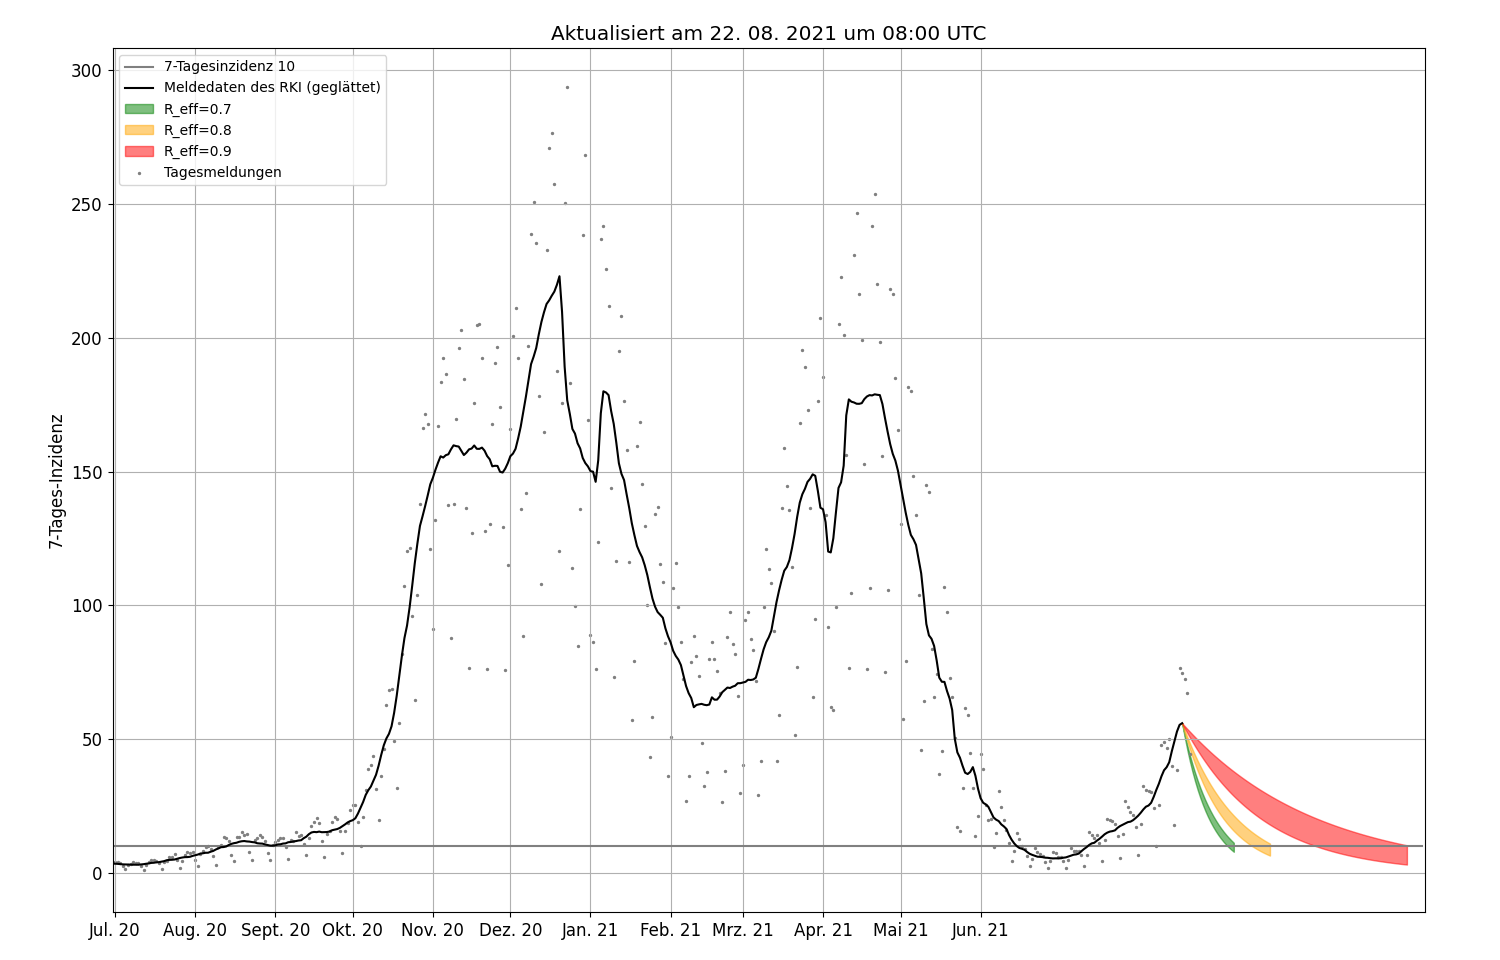 Aktualisiert am 22. 08. 2021 um 08:00 UTC
7-Tagesinzidenz 10
Meldedaten des RKI (geglättet)
R_eff=0.7
R_eff=0.8
R_eff=0.9
Tagesmeldungen
7-Tages-Inzidenz
300
250
200
150
100
50
0
Jul. 20 Aug. 20 Sept. 20 Okt. 20 Nov. 20 Dez. 20 Jan. 21 Feb. 21 Mrz. 21 Apr. 21 Mai 21 Jun. 21